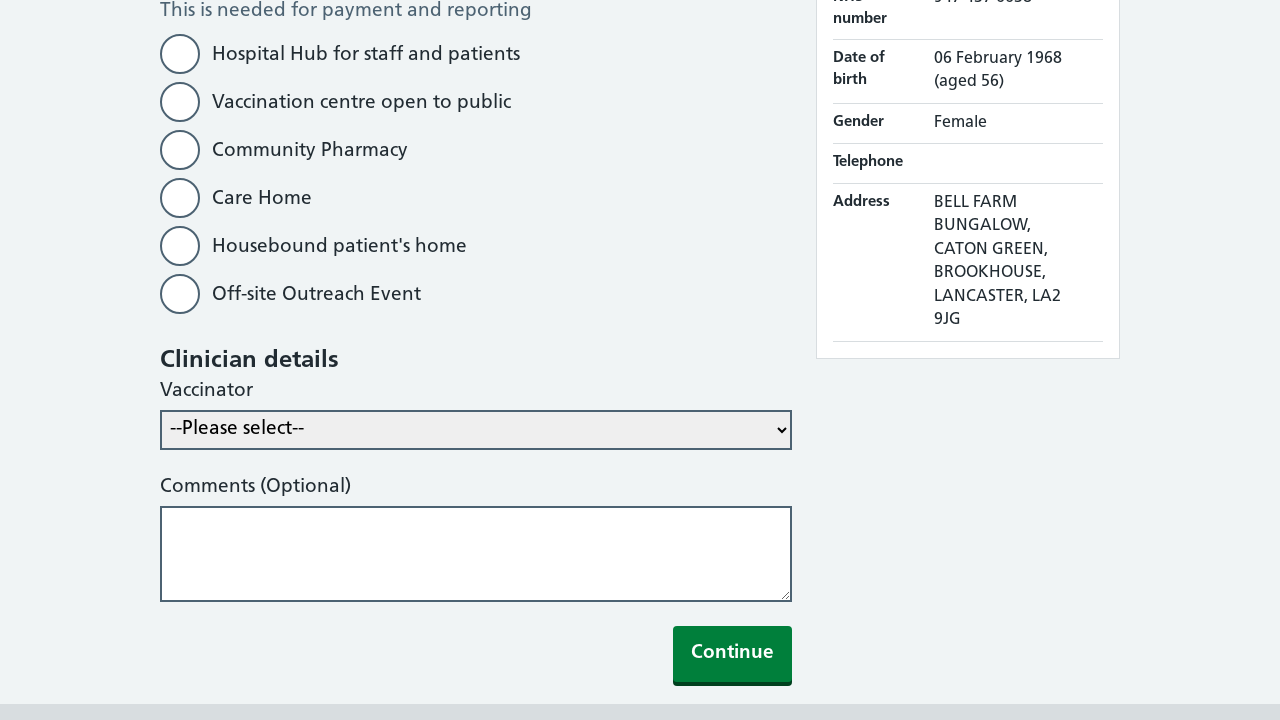 This is needed for payment and reporting
Hospital Hub for staff and patients
Vaccination centre open to public
Community Pharmacy
Care Home
Housebound patient's home
Off-site Outreach Event
Clinician details
Vaccinator
--Please select--
Comments (Optional)
Continue
number
Date of birth
06 February 1968
(aged 56)
Gender
Female
Telephone
Address
BELL FARM
BUNGALOW,
CATON GREEN,
BROOKHOUSE,
LANCASTER, LA2
9JG